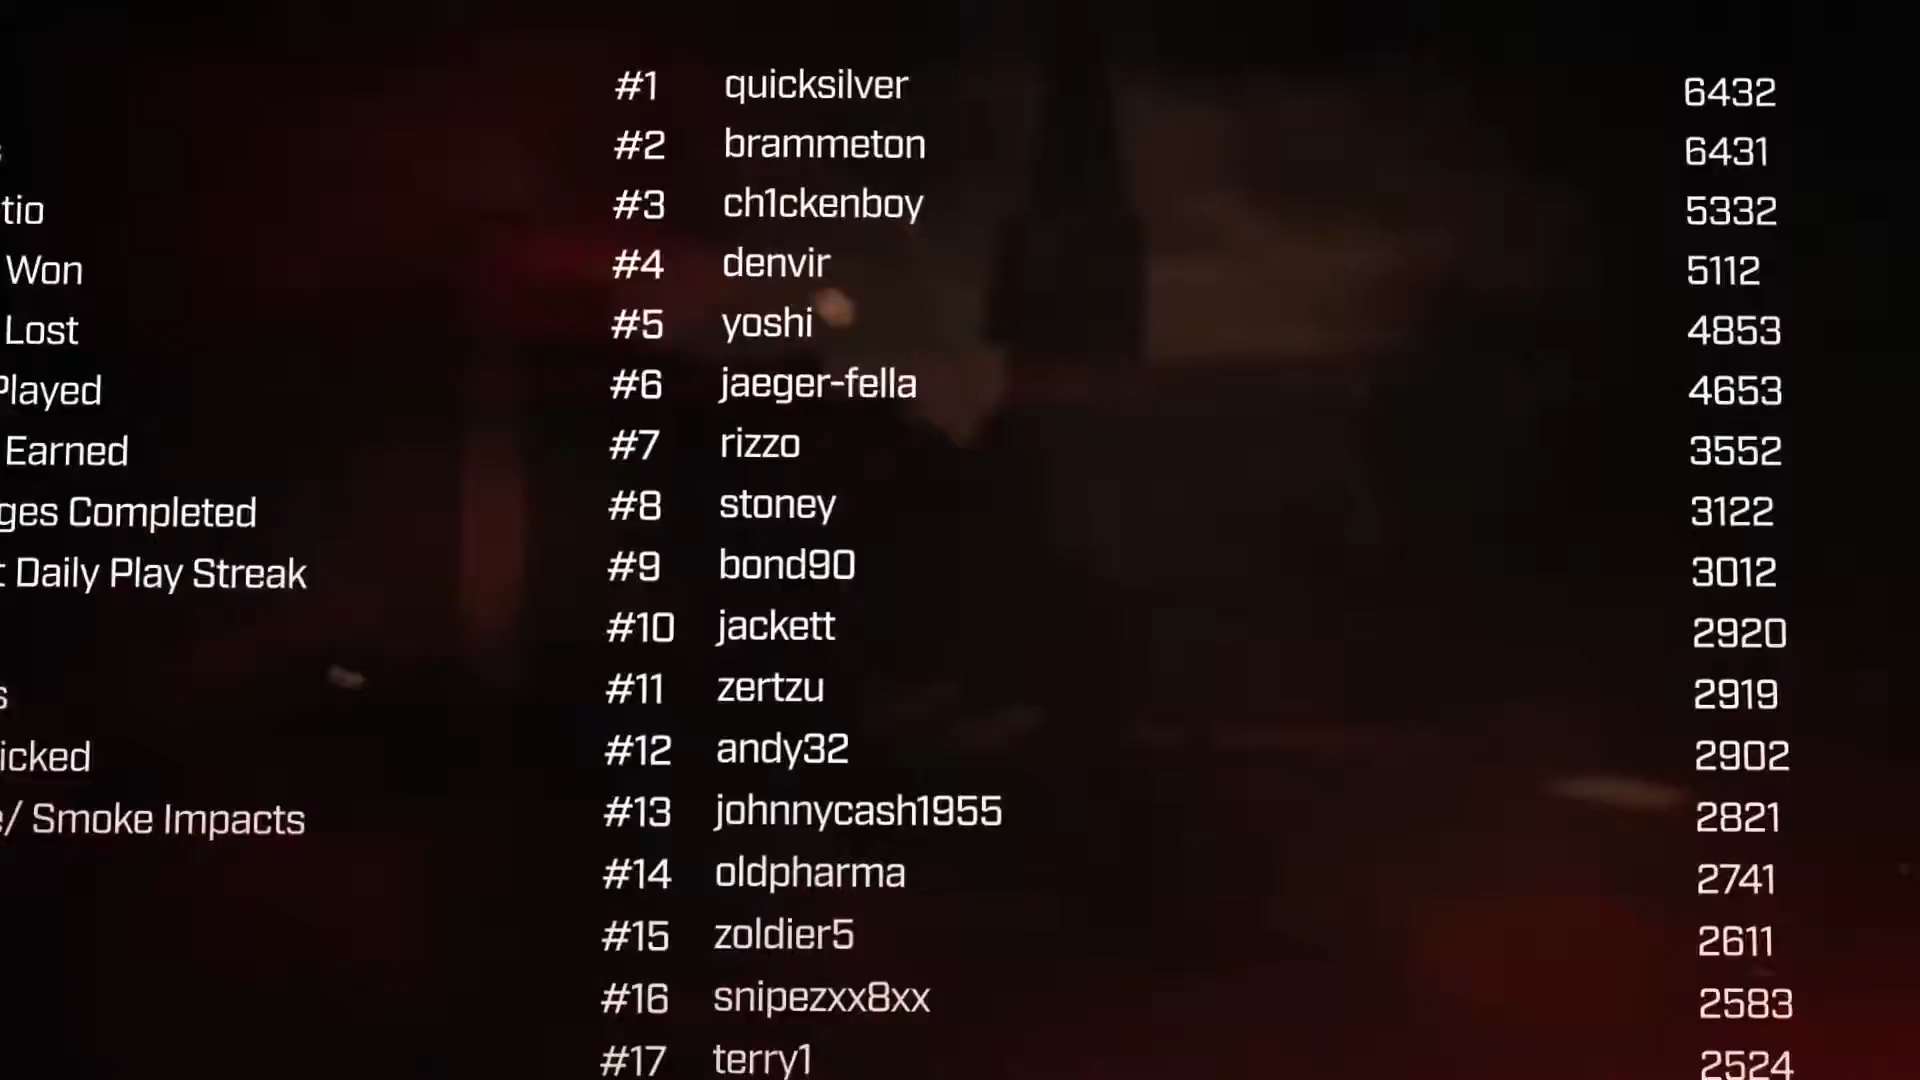 #1 quicksilver 6432
#2 brammeton 6431
tio #3 ch1ckenboy 5332
Won #4 denvir 5112
Lost #5 yoshi 4853
Played #6 jaeger-fella 4653
Earned #7 rizzo 3552
ges Completed #8 stoney 3122
Daily Play Streak #9 bond90 3012
#10 jackett 2920
s #11 zertzu 2919
icked #12 andy32 2902
e/ Smoke Impacts #13 johnnycash1955 2821
#14 oldpharma 2741
#15 zoldier5 2611
#16 snipezxx8xx 2583
#17 terry1 2524